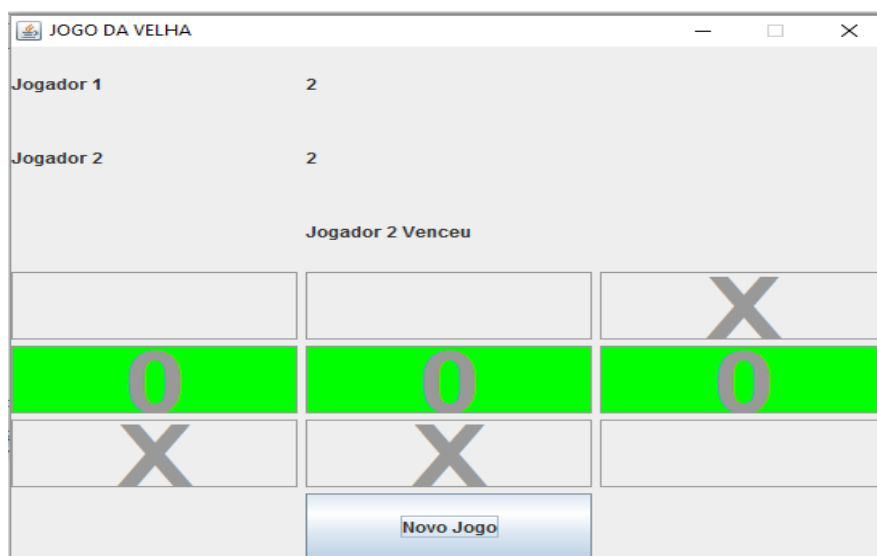 JOGO DA VELHA
Jogador 1 2
Jogador 2 2
Jogador 2 Venceu
X
0 0 0
X X
Novo Jogo